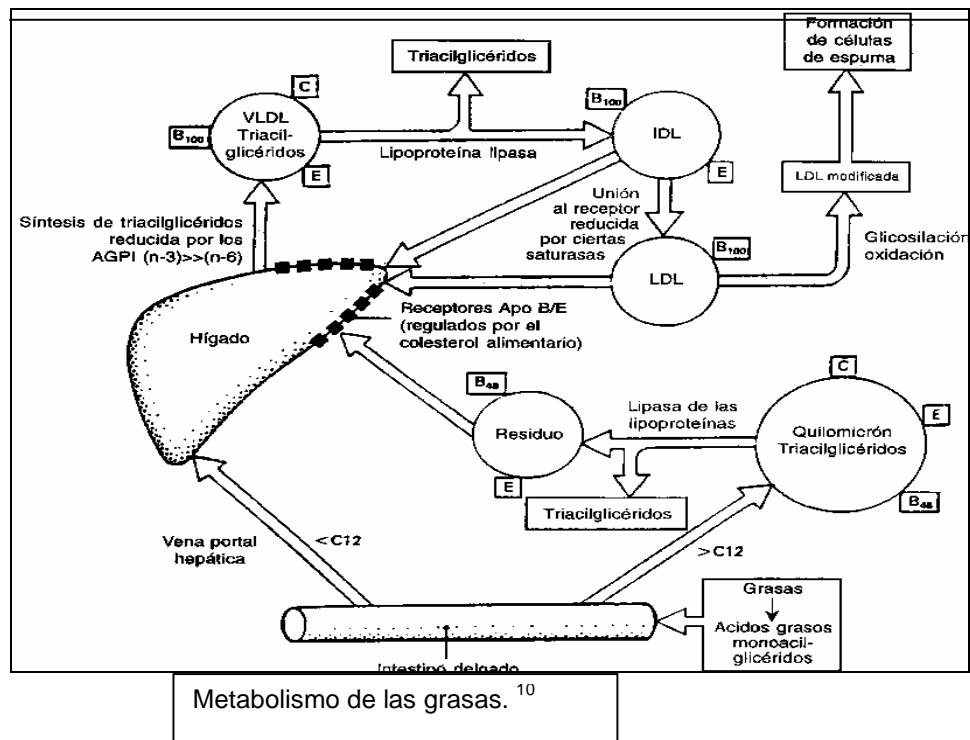 Formación
de células
de espuma
Triacilglicéridos
C
VLDL
Triacil-
glicéridos
B100
E
Lipoproteína lipasa
B100
IDL
E
LDL modificada
Síntesis de triacilglicéridos
reducida por los
AGPI (n-3)>>(n-6)
Unión
al receptor
reducida
por ciertas
saturasas
Glicosilación
oxidación
B100
LDL
Receptores Apo B/E
(regulados por el
colesterol alimentario)
Hígado
B48
Residuo
E
Lipasa de las
lipoproteínas
Triacilglicéridos
C
E
Quilomicrón
Triacilglicéridos
B48
Vena portal
hepática
<C12
>C12
Grasas
Acidos grasos
monoacil-
glicéridos
Intestino delgado
Metabolismo de las grasas. 10